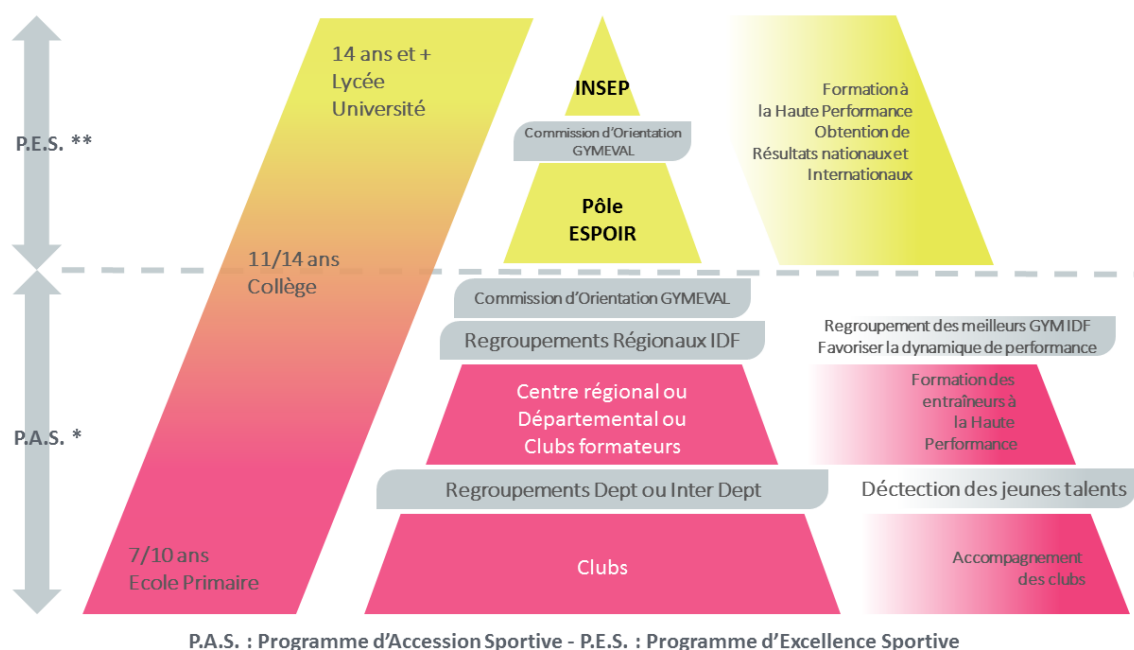 14 ans et +
Lycée
Université
P.E.S. **
INSEP
Commission d'Orientation
GYMEVAL
Pôle
ESPOIR
Formation à
la Haute Performance
Obtention de
Résultats nationaux et
Internationaux
11/14 ans
Collège
Commission d'Orientation GYMEVAL
Regroupements Régionaux IDF
Regroupement des meilleurs GYM IDF
Favoriser la dynamique de performance
P.A.S. *
Centre régional ou
Départemental ou
Clubs formateurs
Formation des
entraîneurs à
la Haute
Performance
Regroupements Dept ou Inter Dept
Déctection des jeunes talents
7/10 ans
Ecole Primaire
Clubs
Accompagnement
des clubs
P.A.S. : Programme d'Accession Sportive - P.E.S. : Programme d'Excellence Sportive